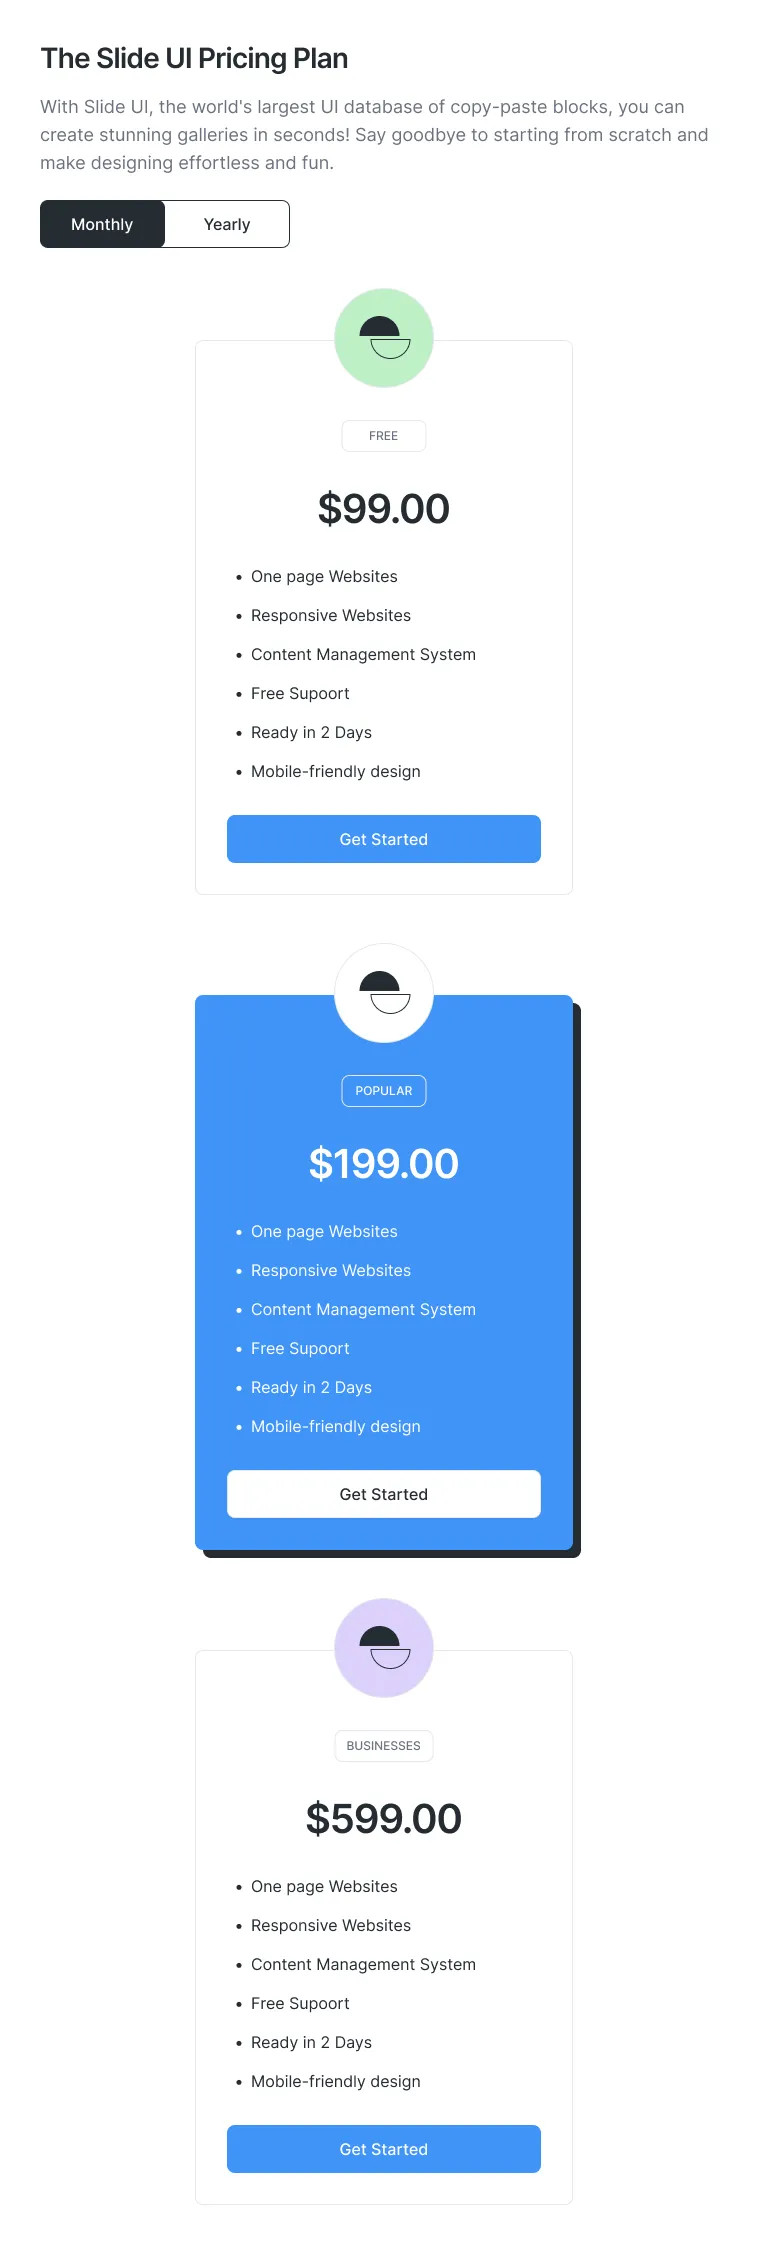 The Slide UI Pricing Plan
With Slide UI, the world's largest UI database of copy-paste blocks, you can
create stunning galleries in seconds! Say goodbye to starting from scratch and
make designing effortless and fun.
Monthly Yearly
FREE
$99.00
• One page Websites
• Responsive Websites
• Content Management System
• Free Supoort
• Ready in 2 Days
• Mobile-friendly design
Get Started
POPULAR
$199.00
• One page Websites
• Responsive Websites
• Content Management System
• Free Supoort
• Ready in 2 Days
• Mobile-friendly design
Get Started
BUSINESSES
$599.00
• One page Websites
• Responsive Websites
• Content Management System
• Free Supoort
• Ready in 2 Days
• Mobile-friendly design
Get Started